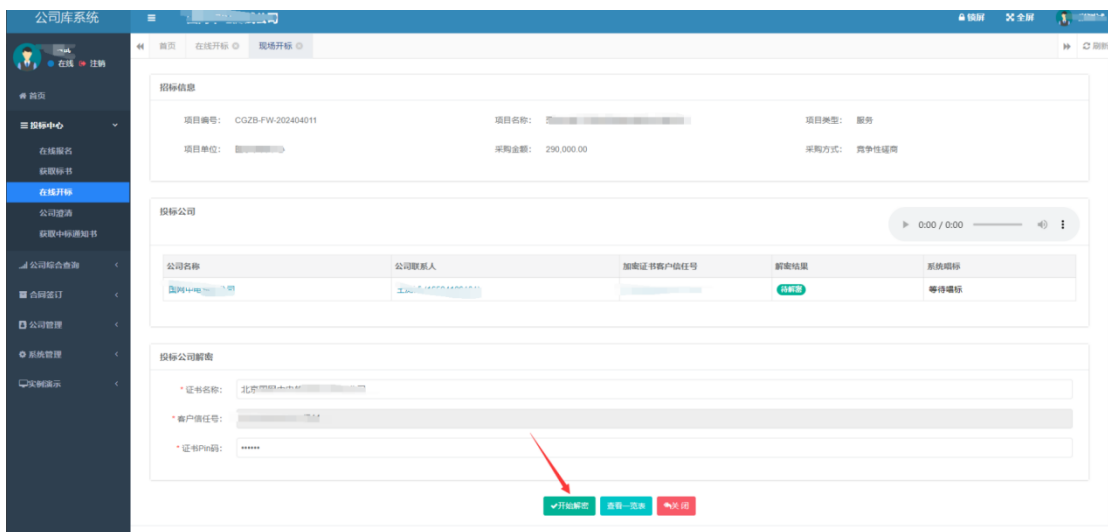 公司库系统
锁屏 全屏
在线 注销
首页 在线开标 现场开标
首页
投标中心
在线报名
获取标书
在线开标
公司澄清
获取中标通知书
公司综合查询
合同签订
公司管理
系统管理
实例演示
招标信息
项目编号: CGZB-FW-202404011 项目名称: 项目类型: 服务
项目单位: 采购金额: 290,000.00 采购方式: 竞争性磋商
投标公司
0:00 / 0:00
公司名称 公司联系人 加密证书客户信任号 解密结果 系统唱标
待解密 等待唱标
投标公司解密
* 证书名称:
* 客户信任号:
* 证书Pin码: ••••••
开始解密 查看一览表 关闭